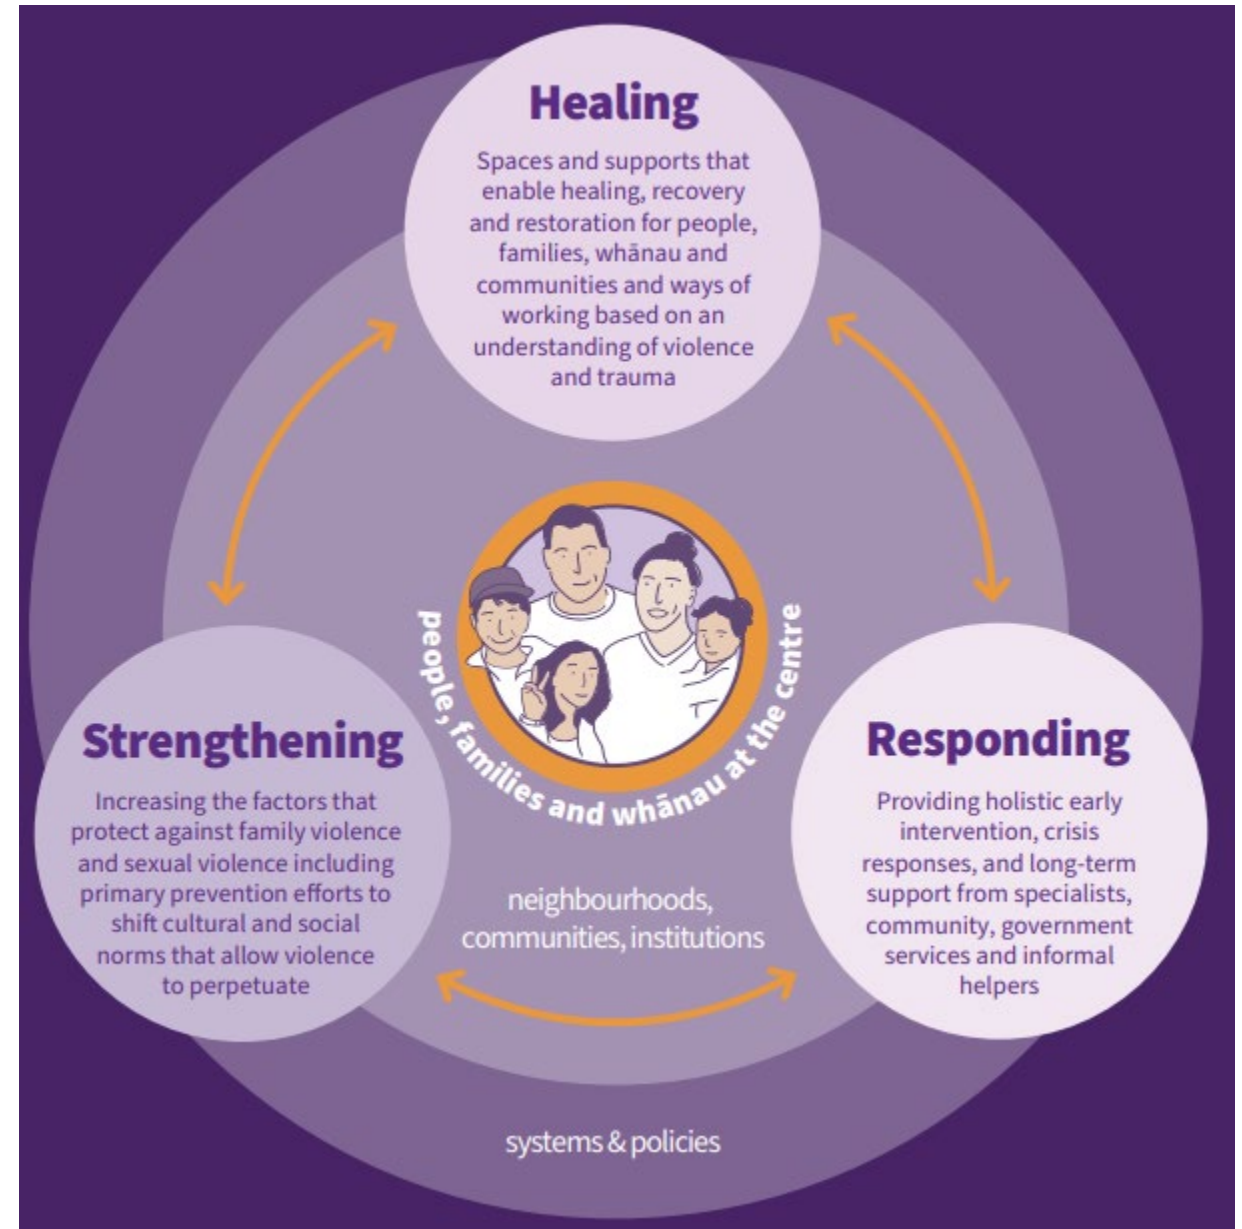 Healing
Spaces and supports that
enable healing, recovery
and restoration for people,
families, whānau and
communities and ways of
working based on an
understanding of violence
and trauma
people, families and whānau at the centre
Strengthening
Increasing the factors that
protect against family violence
and sexual violence including
primary prevention efforts to
shift cultural and social
norms that allow violence
to perpetuate
Responding
Providing holistic early
intervention, crisis
responses, and long-term
support from specialists,
community, government
services and informal
helpers
neighbourhoods,
communities, institutions
systems & policies